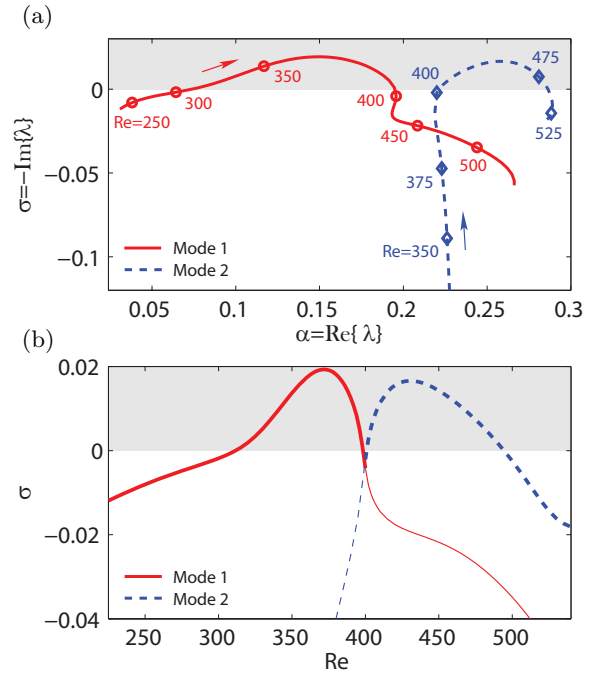 (a)
475
350
400
0
300
400
Re=250
450
525
500
σ=−Im{λ}
−0.05
375
Mode 1
Re=350
−0.1
Mode 2
0.05 0.1 0.15 0.2 0.25 0.3
α=Re{ λ}
(b)
0.02
0
σ
−0.02
Mode 1
Mode 2
−0.04
250 300 350 400 450 500
Re